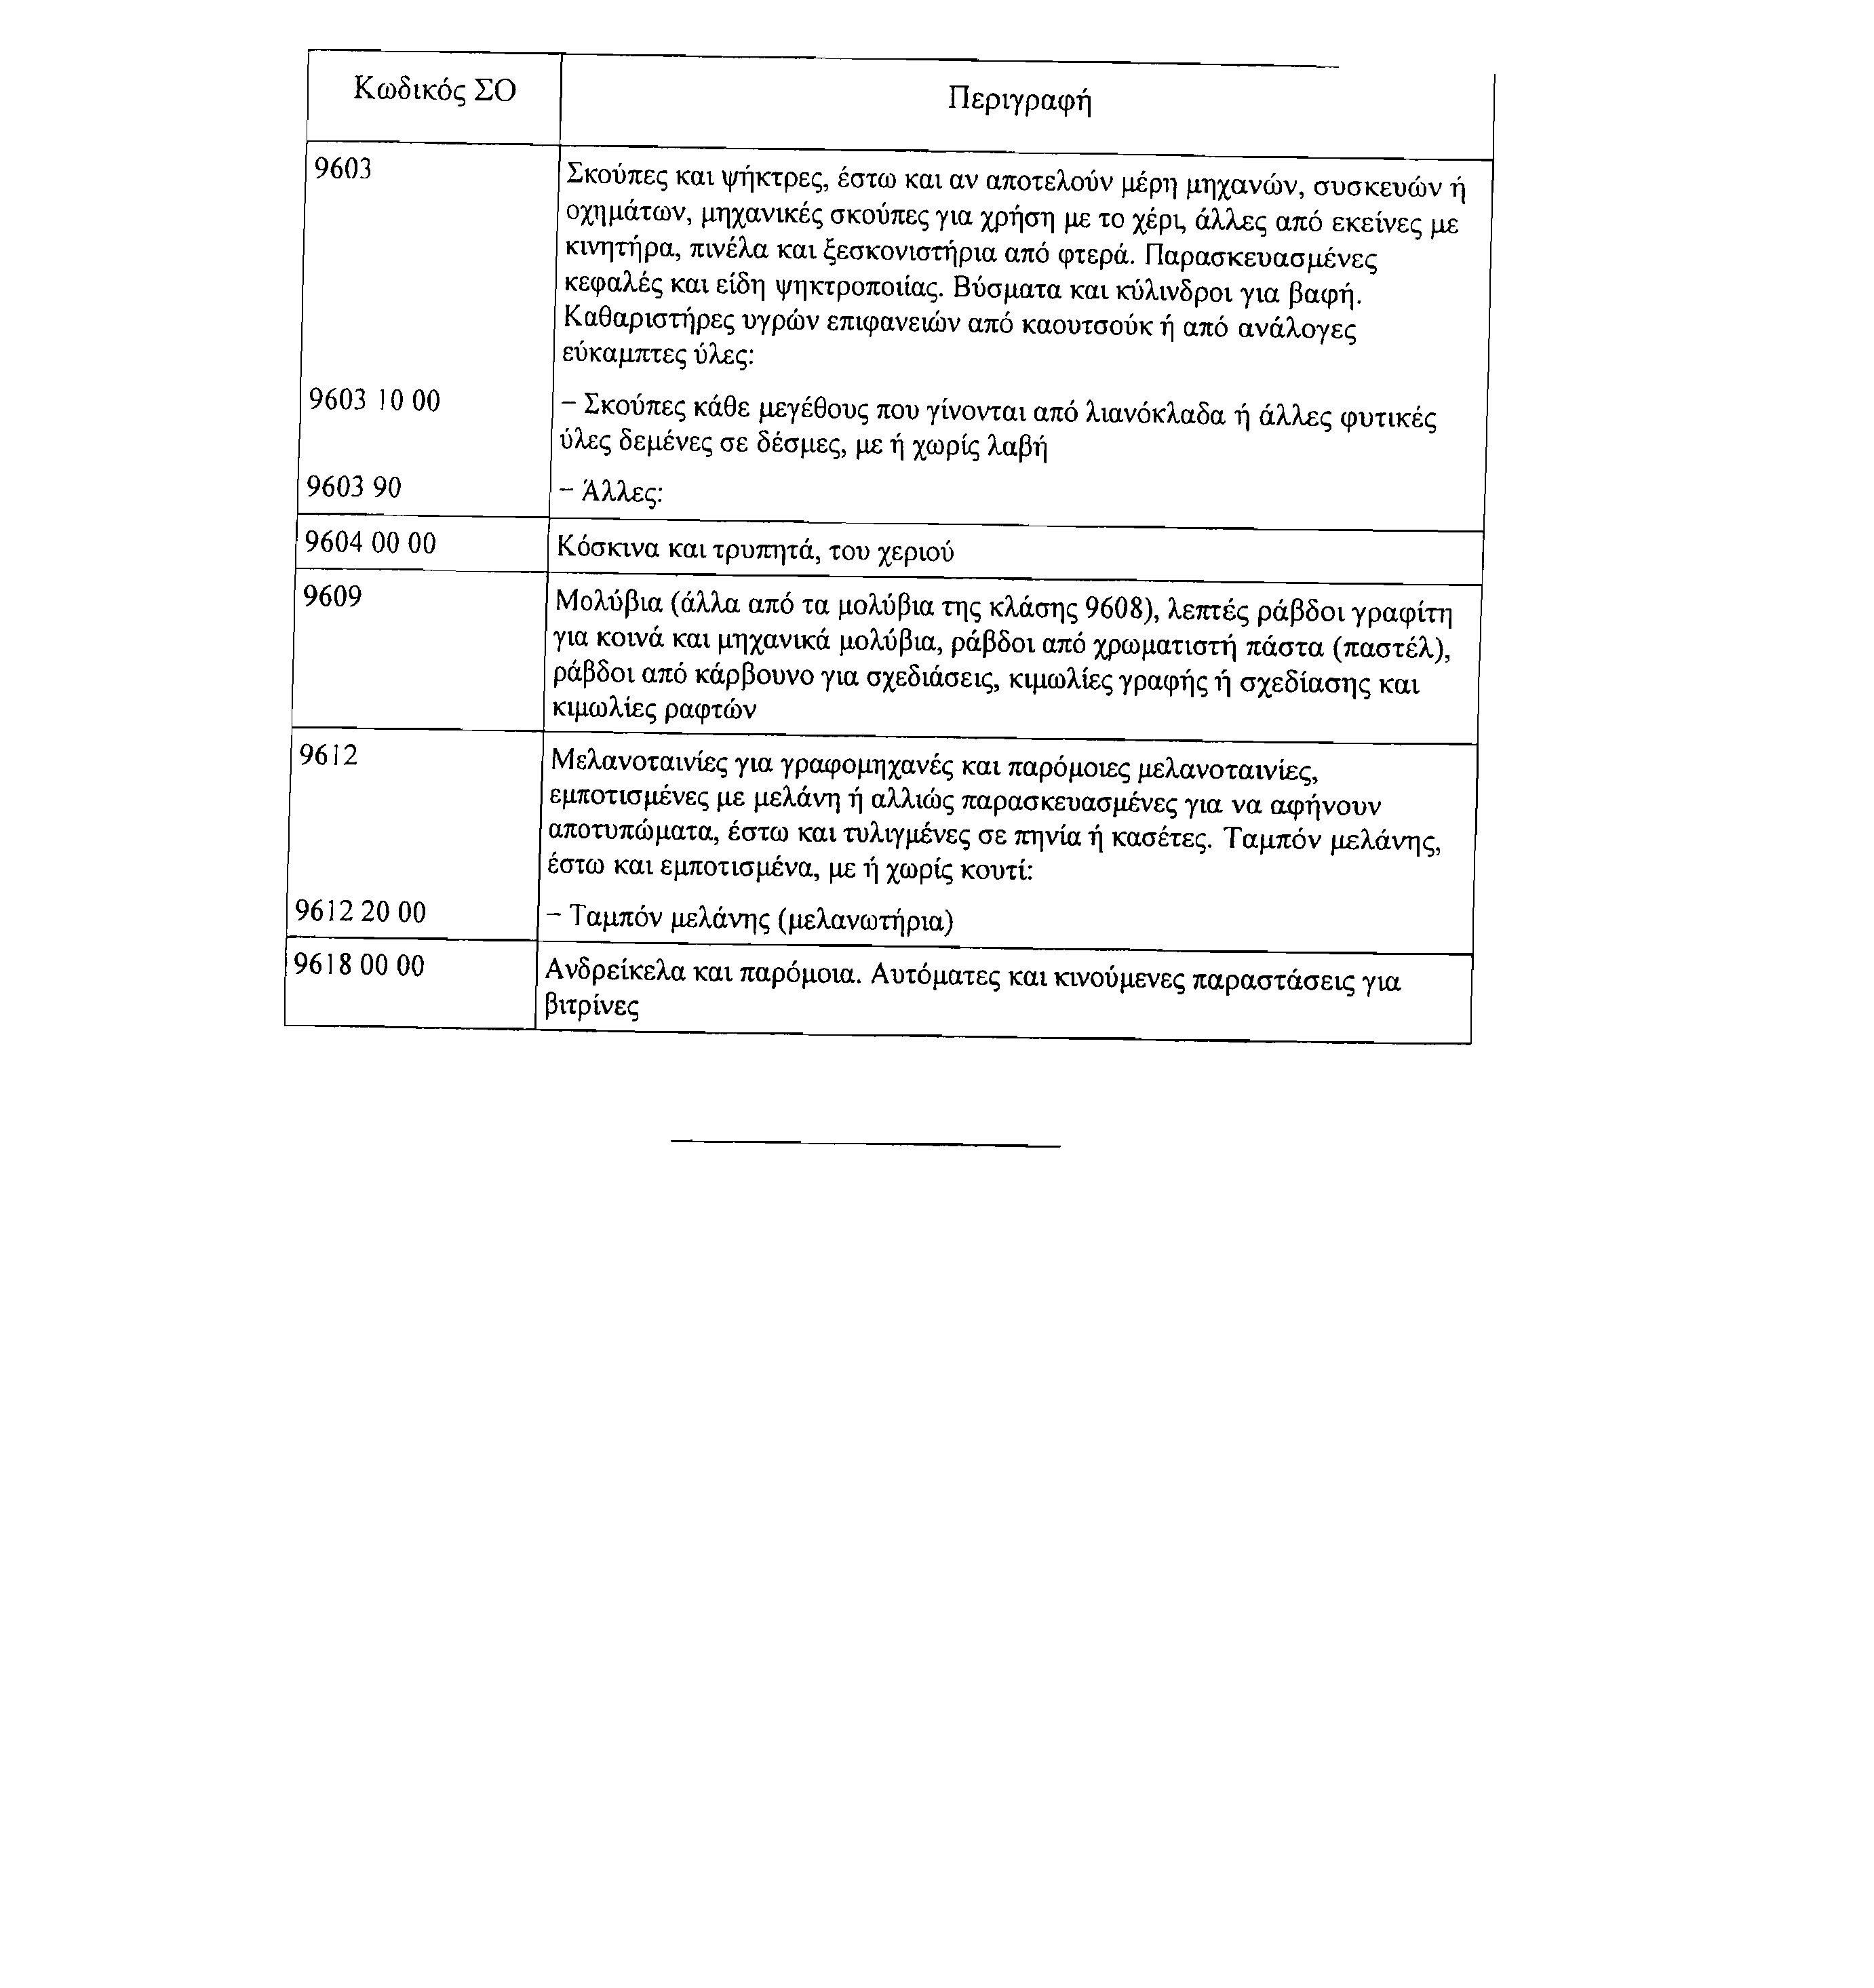 Κωδικός ΣΟ
Περιγραφή
9603
Σκούπες και ψήκτρες, έστω και αν αποτελούν μέρη μηχανών, συσκευών ή
οχημάτων, μηχανικές σκούπες για χρήση με το χέρι, άλλες από εκείνες με
κινητήρα, πινέλα και ξεσκονιστήρια από φτερά. Παρασκευασμένες
κεφαλές και είδη ψηκτροποιίας. Βύσματα και κύλινδροι για βαφή.
Καθαριστήρες υγρών επιφανειών από καουτσούκ ή από ανάλογες
εύκαμπτες ύλες:
9603 10 00
– Σκούπες κάθε μεγέθους που γίνονται από λιανόκλαδα ή άλλες φυτικές
ύλες δεμένες σε δέσμες, με ή χωρίς λαβή
9603 90
– Άλλες:
9604 00 00
Κόσκινα και τρυπητά, του χεριού
9609
Μολύβια (άλλα από τα μολύβια της κλάσης 9608), λεπτές ράβδοι γραφίτη
για κοινά και μηχανικά μολύβια, ράβδοι από χρωματιστή πάστα (παστέλ),
ράβδοι από κάρβουνο για σχεδιάσεις, κιμωλίες γραφής ή σχεδίασης και
κιμωλίες ραφτών
9612
Μελανοταινίες για γραφομηχανές και παρόμοιες μελανοταινίες,
εμποτισμένες με μελάνη ή αλλιώς παρασκευασμένες για να αφήνουν
αποτυπώματα, έστω και τυλιγμένες σε πηνία ή κασέτες. Ταμπόν μελάνης,
έστω και εμποτισμένα, με ή χωρίς κουτί:
9612 20 00
– Ταμπόν μελάνης (μελανωτήρια)
9618 00 00
Ανδρείκελα και παρόμοια. Αυτόματες και κινούμενες παραστάσεις για
βιτρίνες